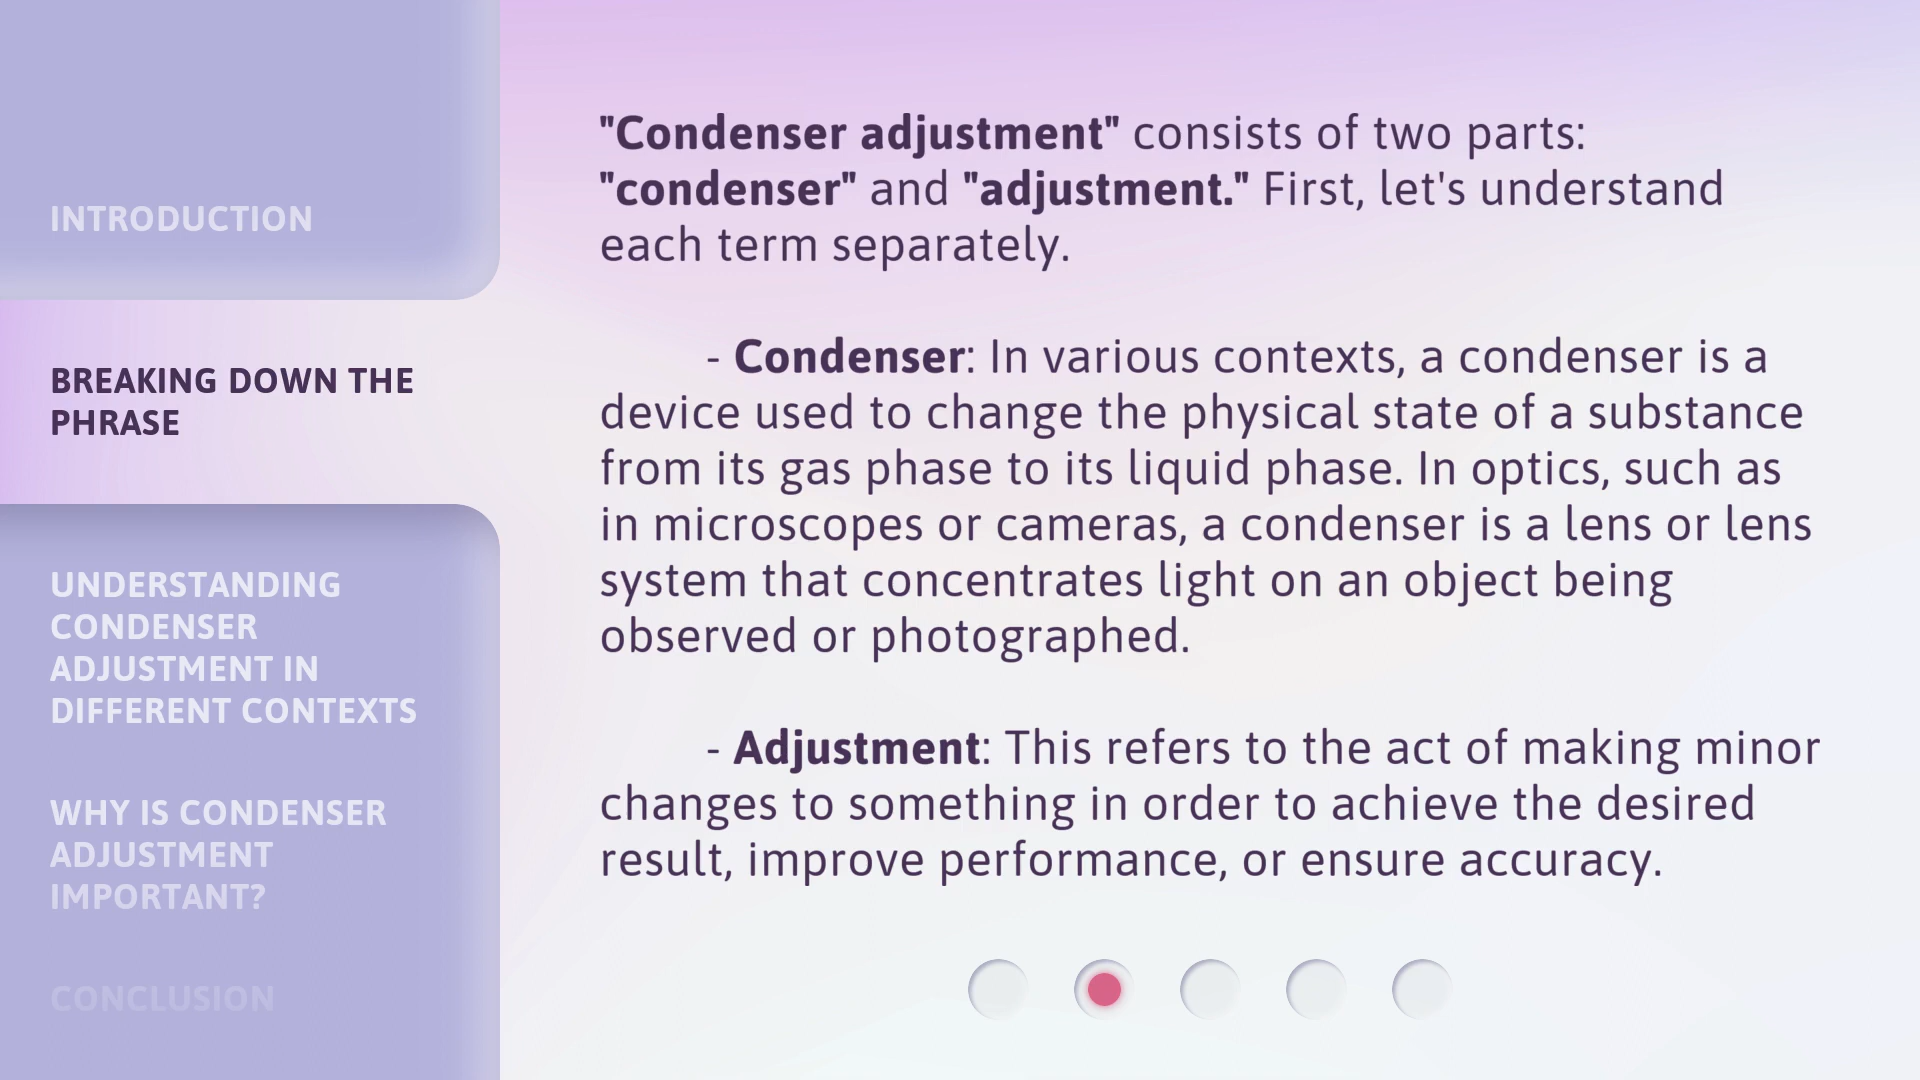 INTRODUCTION
BREAKING DOWN THE
PHRASE
UNDERSTANDING
CONDENSER
ADJUSTMENT IN
DIFFERENT CONTEXTS
WHY IS CONDENSER
ADJUSTMENT
IMPORTANT?
CONCLUSION
"Condenser adjustment" consists of two parts:
"condenser" and "adjustment." First, let's understand
each term separately.
- Condenser: In various contexts, a condenser is a
device used to change the physical state of a substance
from its gas phase to its liquid phase. In optics, such as
in microscopes or cameras, a condenser is a lens or lens
system that concentrates light on an object being
observed or photographed.
- Adjustment: This refers to the act of making minor
changes to something in order to achieve the desired
result, improve performance, or ensure accuracy.